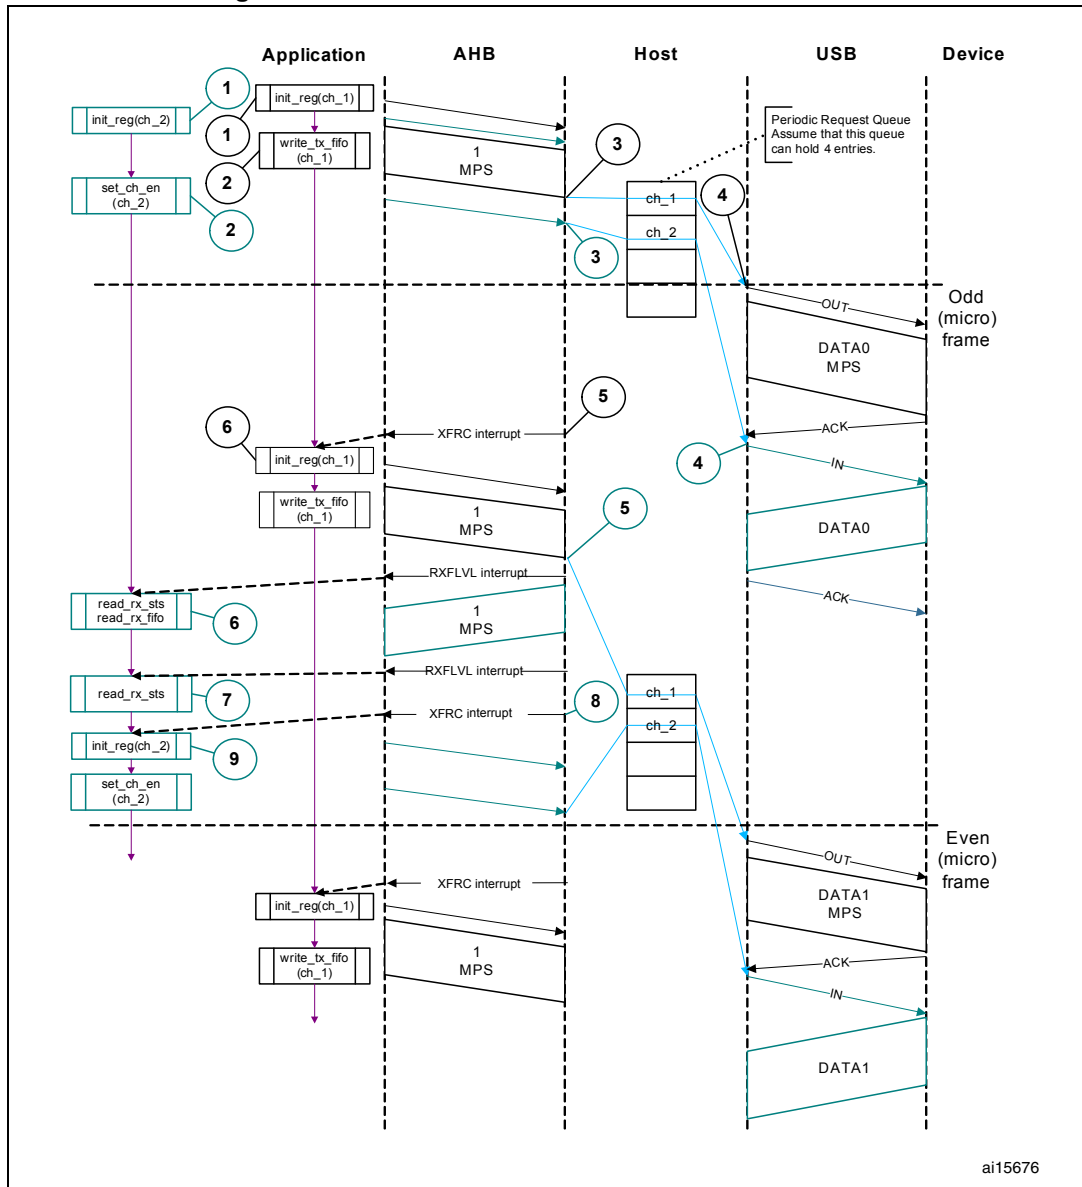 Application
AHB
Host
USB
Device
1
init_reg(ch_1)
init_reg(ch_2)
1
Periodic Request Queue
Assume that this queue
can hold 4 entries.
write_tx_fifo
(ch_1)
1
MPS
3
2
set_ch_en
(ch_2)
ch_1
4
2
ch_2
3
Odd
(micro)
frame
OUT
DATA0
MPS
5
6
XFRC interrupt
ACK
init_reg(ch_1)
4
IN
write_tx_fifo
(ch_1)
1
MPS
5
DATA0
RXFLVL interrupt
read_rx_sts
read_rx_fifo
6
1
MPS
ACK
RXFLVL interrupt
read_rx_sts
7
ch_1
8
XFRC interrupt
ch_2
init_reg(ch_2)
9
set_ch_en
(ch_2)
Even
(micro)
frame
OUT
XFRC interrupt
DATA1
MPS
init_reg(ch_1)
write_tx_fifo
(ch_1)
1
MPS
ACK
IN
DATA1
ai15676